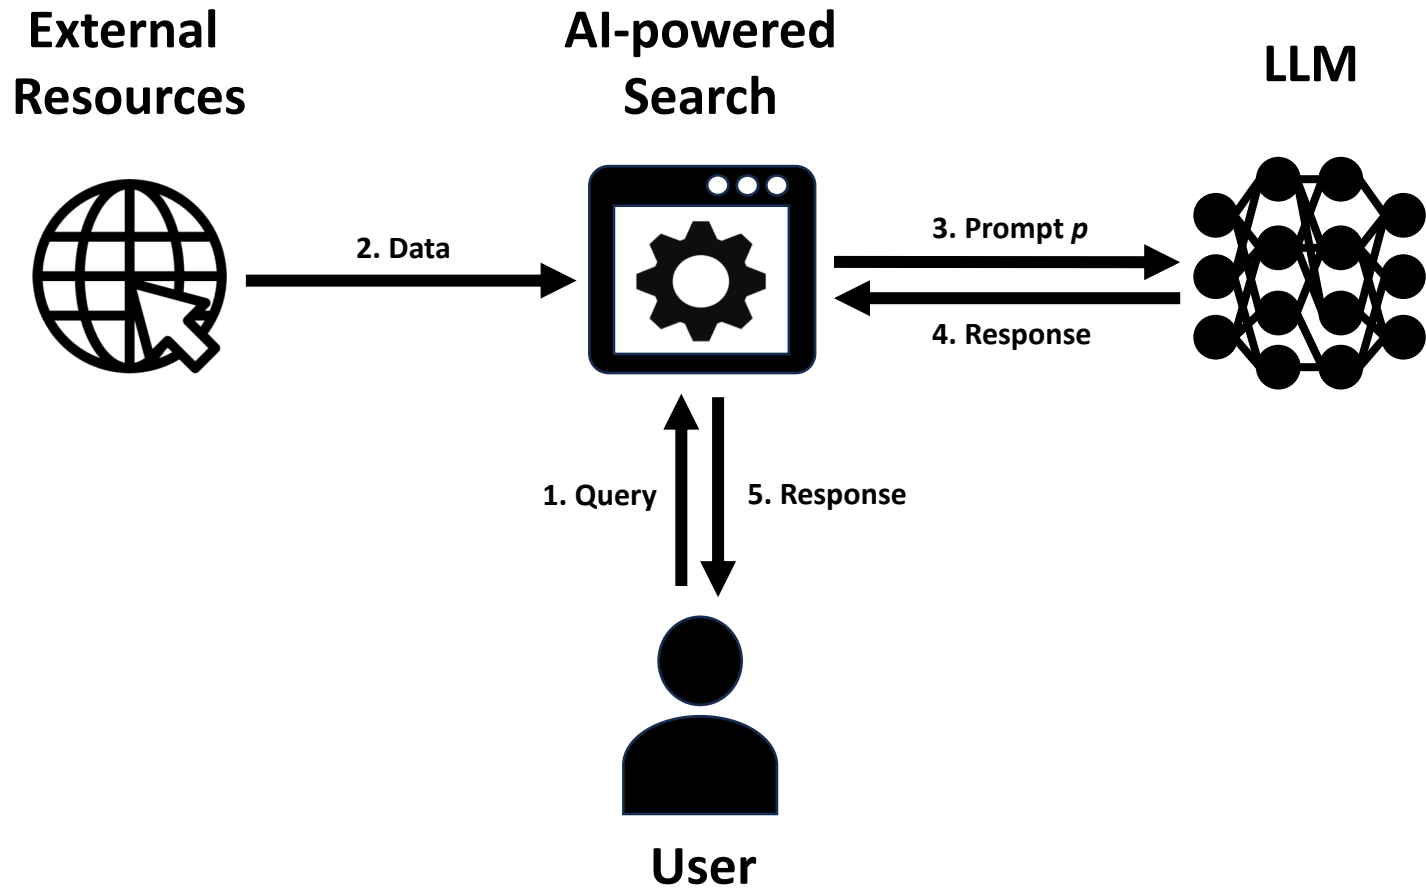 External
Resources
AI-powered
Search
LLM
2. Data
3. Prompt p
4. Response
1. Query
5. Response
User